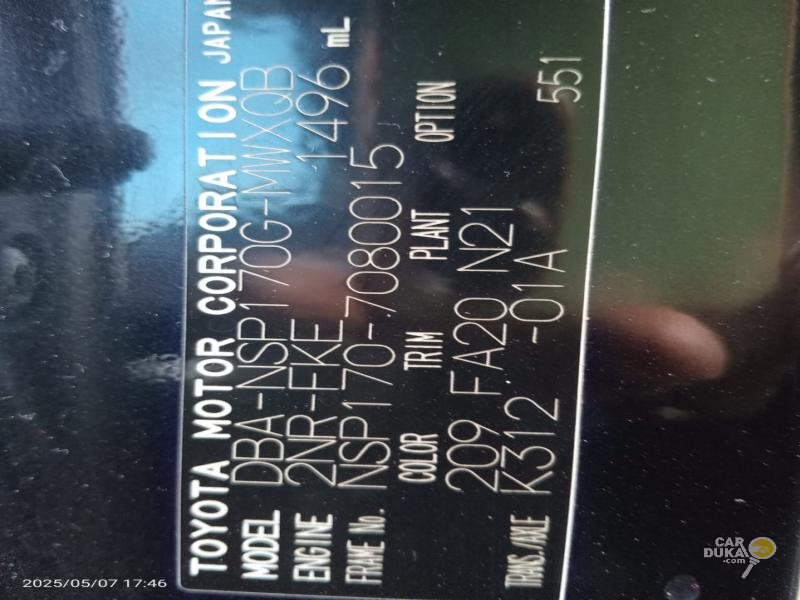 TOYOTA MOTOR CORPORATION JAPAN
MODEL DBA-NSP170G-MWXQB
ENGINE 2NR-FKE 1496 mL
FRAME No. NSP170-7080015
COLOR TRIM PLANT OPTION
209 FA20 N21
TRANS./AXLE K312 -01A 551
2025/05/07 17:46
CAR
DUKA
.com